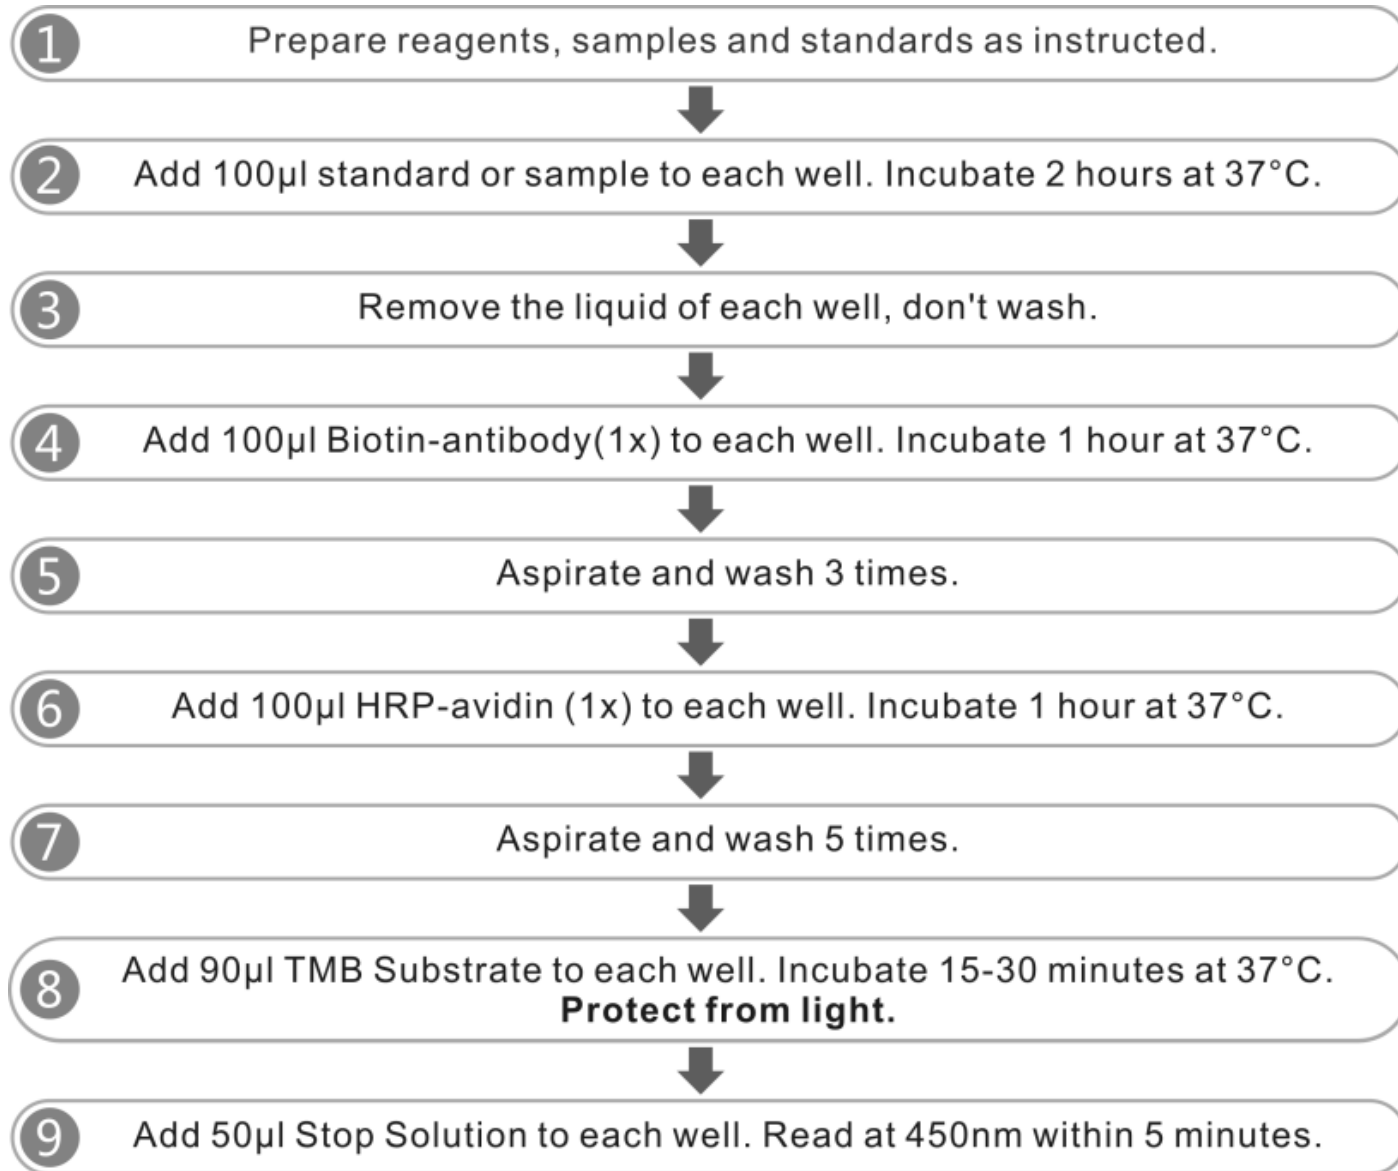 1 Prepare reagents, samples and standards as instructed.
2 Add 100µl standard or sample to each well. Incubate 2 hours at 37°C.
3 Remove the liquid of each well, don't wash.
4 Add 100µl Biotin-antibody(1x) to each well. Incubate 1 hour at 37°C.
5 Aspirate and wash 3 times.
6 Add 100µl HRP-avidin (1x) to each well. Incubate 1 hour at 37°C.
7 Aspirate and wash 5 times.
8 Add 90µl TMB Substrate to each well. Incubate 15-30 minutes at 37°C.
Protect from light.
9 Add 50µl Stop Solution to each well. Read at 450nm within 5 minutes.